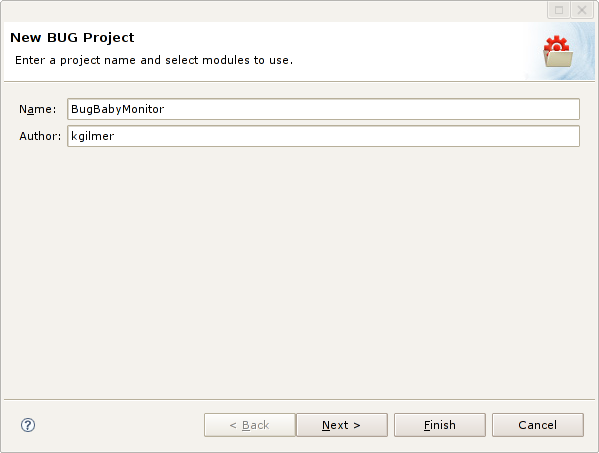 New BUG Project
Enter a project name and select modules to use.
Name: BugBabyMonitor
Author: kgilmer
? < Back Next > Finish Cancel